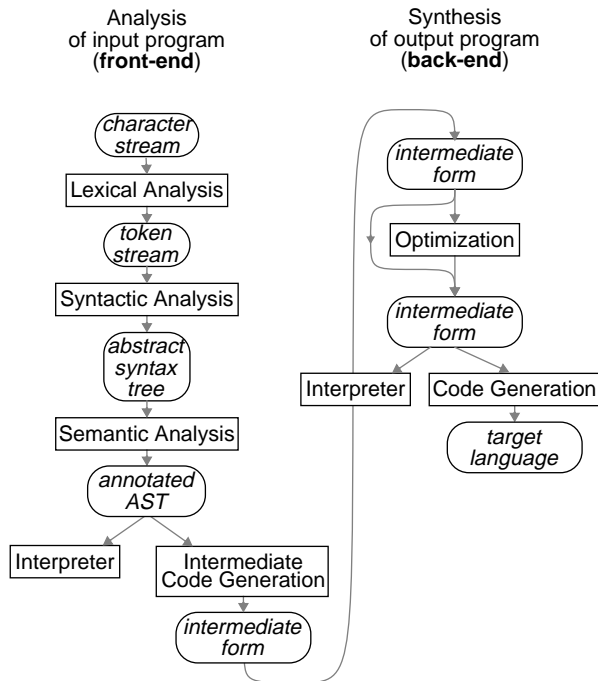 Analysis
of input program
(front-end)
character
stream
Lexical Analysis
token
stream
Syntactic Analysis
abstract
syntax
tree
Semantic Analysis
annotated
AST
Interpreter
Intermediate
Code Generation
intermediate
form
Synthesis
of output program
(back-end)
intermediate
form
Optimization
intermediate
form
Interpreter
Code Generation
target
language